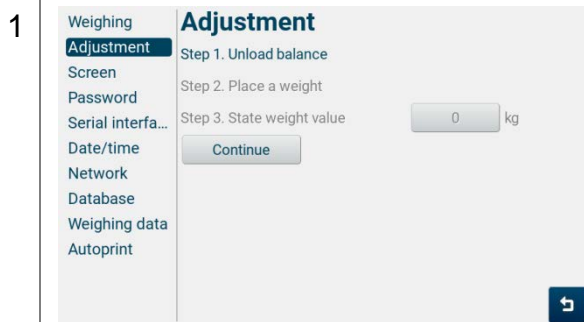 1
Weighing
Adjustment
Screen
Password
Serial interfa...
Date/time
Network
Database
Weighing data
Autoprint
Adjustment
Step 1. Unload balance
Step 2. Place a weight
Step 3. State weight value 0 kg
Continue